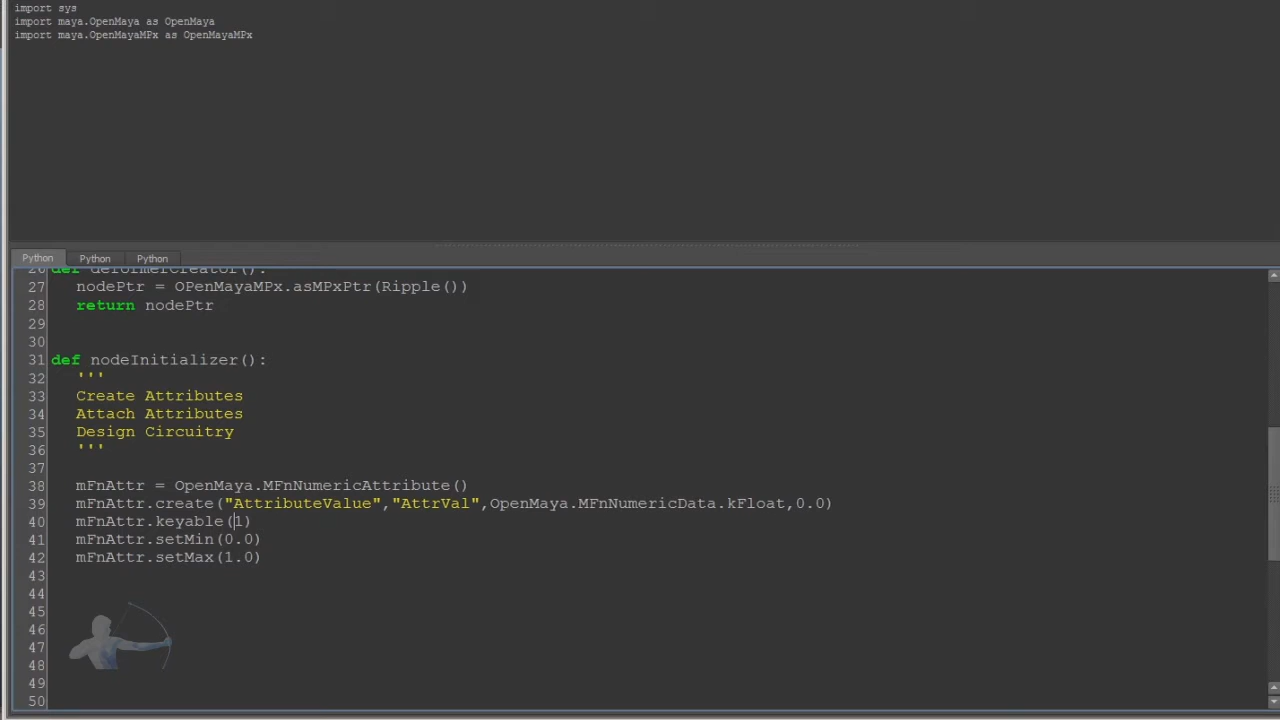 import sys
import maya.OpenMaya as OpenMaya
import maya.OpenMayaMPx as OpenMayaMPx
Python Python Python
26 def deformerCreator():
27 nodePtr = OPenMayaMPx.asMPxPtr(Ripple())
28 return nodePtr
29
30
31 def nodeInitializer():
32 '''
33 Create Attributes
34 Attach Attributes
35 Design Circuitry
36 '''
37
38 mFnAttr = OpenMaya.MFnNumericAttribute()
39 mFnAttr.create("AttributeValue","AttrVal",OpenMaya.MFnNumericData.kFloat,0.0)
40 mFnAttr.keyable(1)
41 mFnAttr.setMin(0.0)
42 mFnAttr.setMax(1.0)
43
44
45
46
47
48
49
50